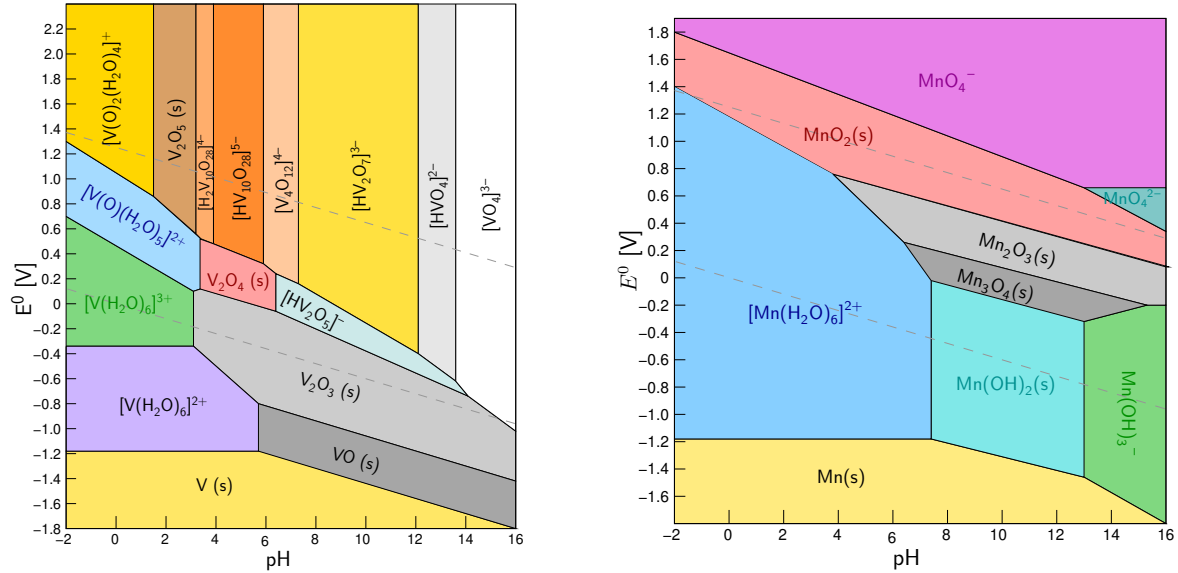 2.2
2.0
1.8
1.6
1.4
1.2
1.0
0.8
0.6
0.4
0.2
0
−0.2
−0.4
−0.6
−0.8
−1.0
−1.2
−1.4
−1.6
−1.8
E⁰ [V]
[V(O)₂(H₂O)₄]⁺
V₂O₅ (s)
[H₂V₁₀O₂₈]⁴⁻
[HV₁₀O₂₈]⁵⁻
[V₄O₁₂]⁴⁻
[HV₂O₇]³⁻
[HVO₄]²⁻
[VO₄]³⁻
[V(O)(H₂O)₅]²⁺
V₂O₄ (s)
[V(H₂O)₆]³⁺
[HV₂O₅]⁻
V₂O₃ (s)
[V(H₂O)₆]²⁺
VO (s)
V (s)
−2 0 2 4 6 8 10 12 14 16
pH
1.8
1.6
1.4
1.2
1.0
0.8
0.6
0.4
0.2
0
−0.2
−0.4
−0.6
−0.8
−1.0
−1.2
−1.4
−1.6
E⁰ [V]
MnO₄⁻
MnO₂(s)
MnO₄²⁻
Mn₂O₃(s)
Mn₃O₄(s)
[Mn(H₂O)₆]²⁺
Mn(OH)₂(s)
Mn(OH)₃⁻
Mn(s)
−2 0 2 4 6 8 10 12 14 16
pH